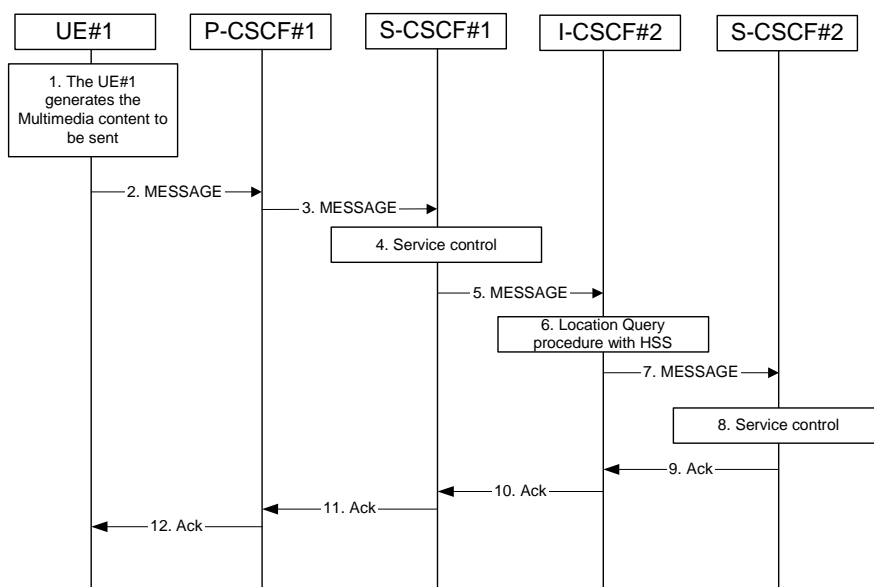 UE#1
P-CSCF#1
S-CSCF#1
I-CSCF#2
S-CSCF#2
1. The UE#1
generates the
Multimedia content to
be sent
2. MESSAGE
3. MESSAGE
4. Service control
5. MESSAGE
6. Location Query
procedure with HSS
7. MESSAGE
8. Service control
9. Ack
10. Ack
11. Ack
12. Ack